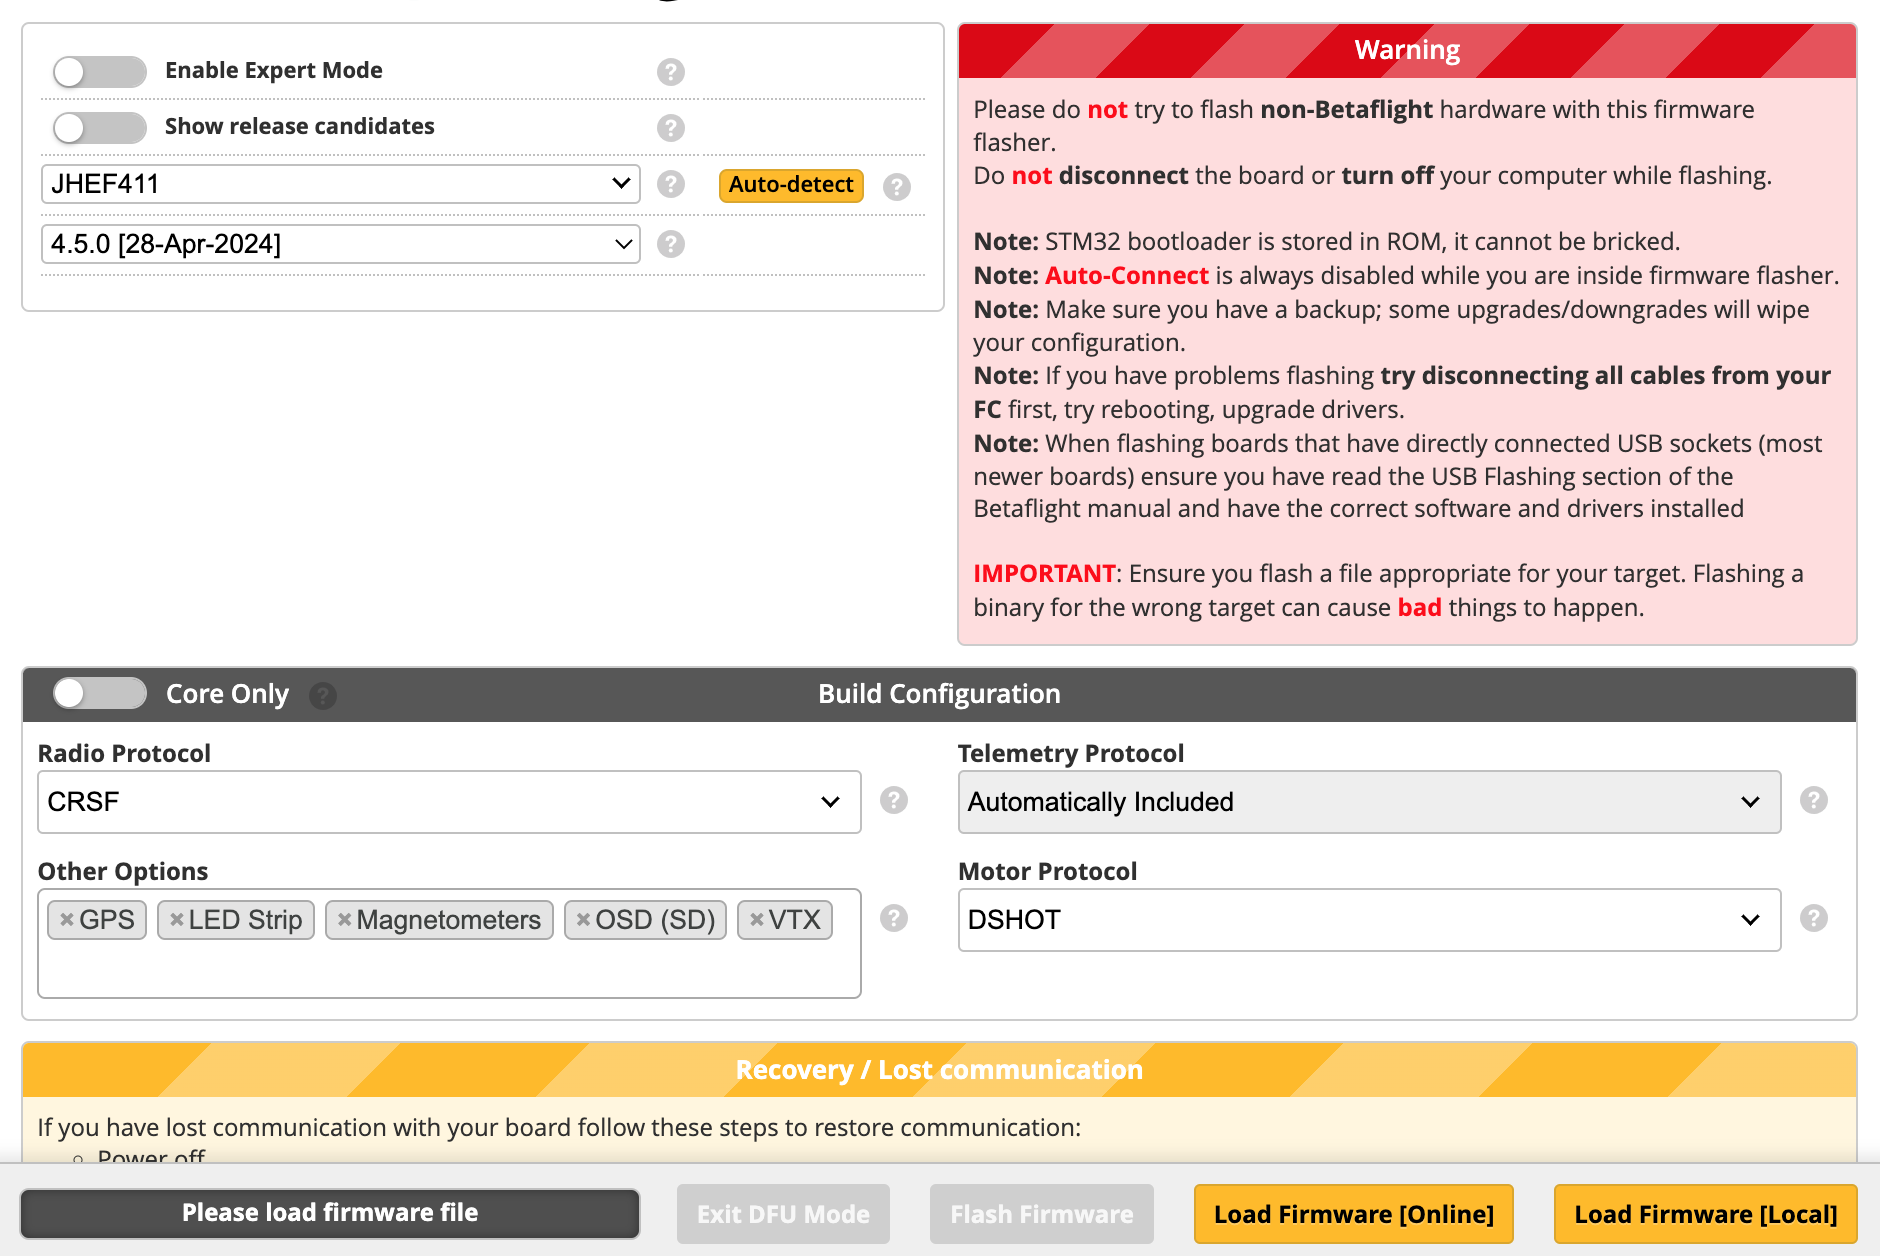 Enable Expert Mode
Show release candidates
JHEF411
Auto-detect
4.5.0 [28-Apr-2024]
Warning
Please do not try to flash non-Betaflight hardware with this firmware
flasher.
Do not disconnect the board or turn off your computer while flashing.
Note: STM32 bootloader is stored in ROM, it cannot be bricked.
Note: Auto-Connect is always disabled while you are inside firmware flasher.
Note: Make sure you have a backup; some upgrades/downgrades will wipe
your configuration.
Note: If you have problems flashing try disconnecting all cables from your
FC first, try rebooting, upgrade drivers.
Note: When flashing boards that have directly connected USB sockets (most
newer boards) ensure you have read the USB Flashing section of the
Betaflight manual and have the correct software and drivers installed
IMPORTANT: Ensure you flash a file appropriate for your target. Flashing a
binary for the wrong target can cause bad things to happen.
Core Only
Build Configuration
Radio Protocol
CRSF
Telemetry Protocol
Automatically Included
Other Options
×GPS ×LED Strip ×Magnetometers ×OSD (SD) ×VTX
Motor Protocol
DSHOT
Recovery / Lost communication
If you have lost communication with your board follow these steps to restore communication:
Power off
Please load firmware file
Exit DFU Mode
Flash Firmware
Load Firmware [Online]
Load Firmware [Local]